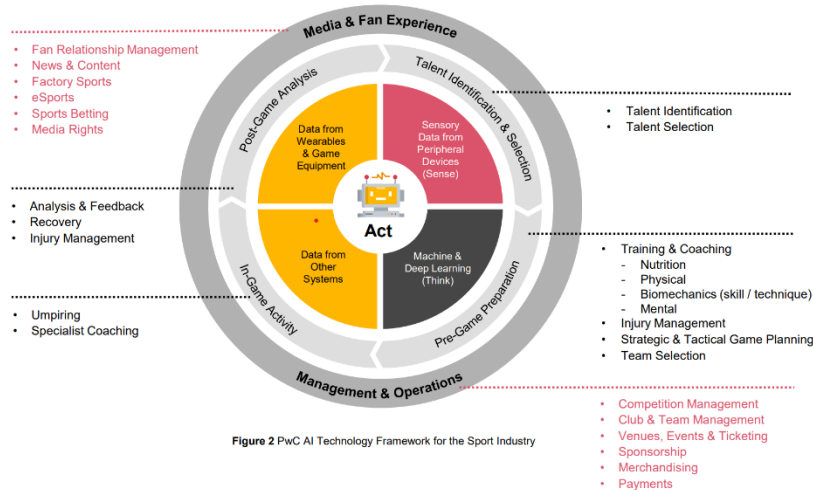 Media & Fan Experience
• Fan Relationship Management
• News & Content
• Factory Sports
• eSports
• Sports Betting
• Media Rights
Post-Game Analysis
Talent Identification & Selection
• Talent Identification
• Talent Selection
Data from
Wearables
& Game
Equipment
Sensory
Data from
Peripheral
Devices
(Sense)
Act
• Analysis & Feedback
• Recovery
• Injury Management
Data from
Other
Systems
Machine &
Deep Learning
(Think)
• Training & Coaching
- Nutrition
- Physical
- Biomechanics (skill / technique)
- Mental
• Injury Management
• Strategic & Tactical Game Planning
• Team Selection
In-Game Activity
Pre-Game Preparation
• Umpiring
• Specialist Coaching
Management & Operations
• Competition Management
• Club & Team Management
• Venues, Events & Ticketing
• Sponsorship
• Merchandising
• Payments
Figure 2 PwC AI Technology Framework for the Sport Industry